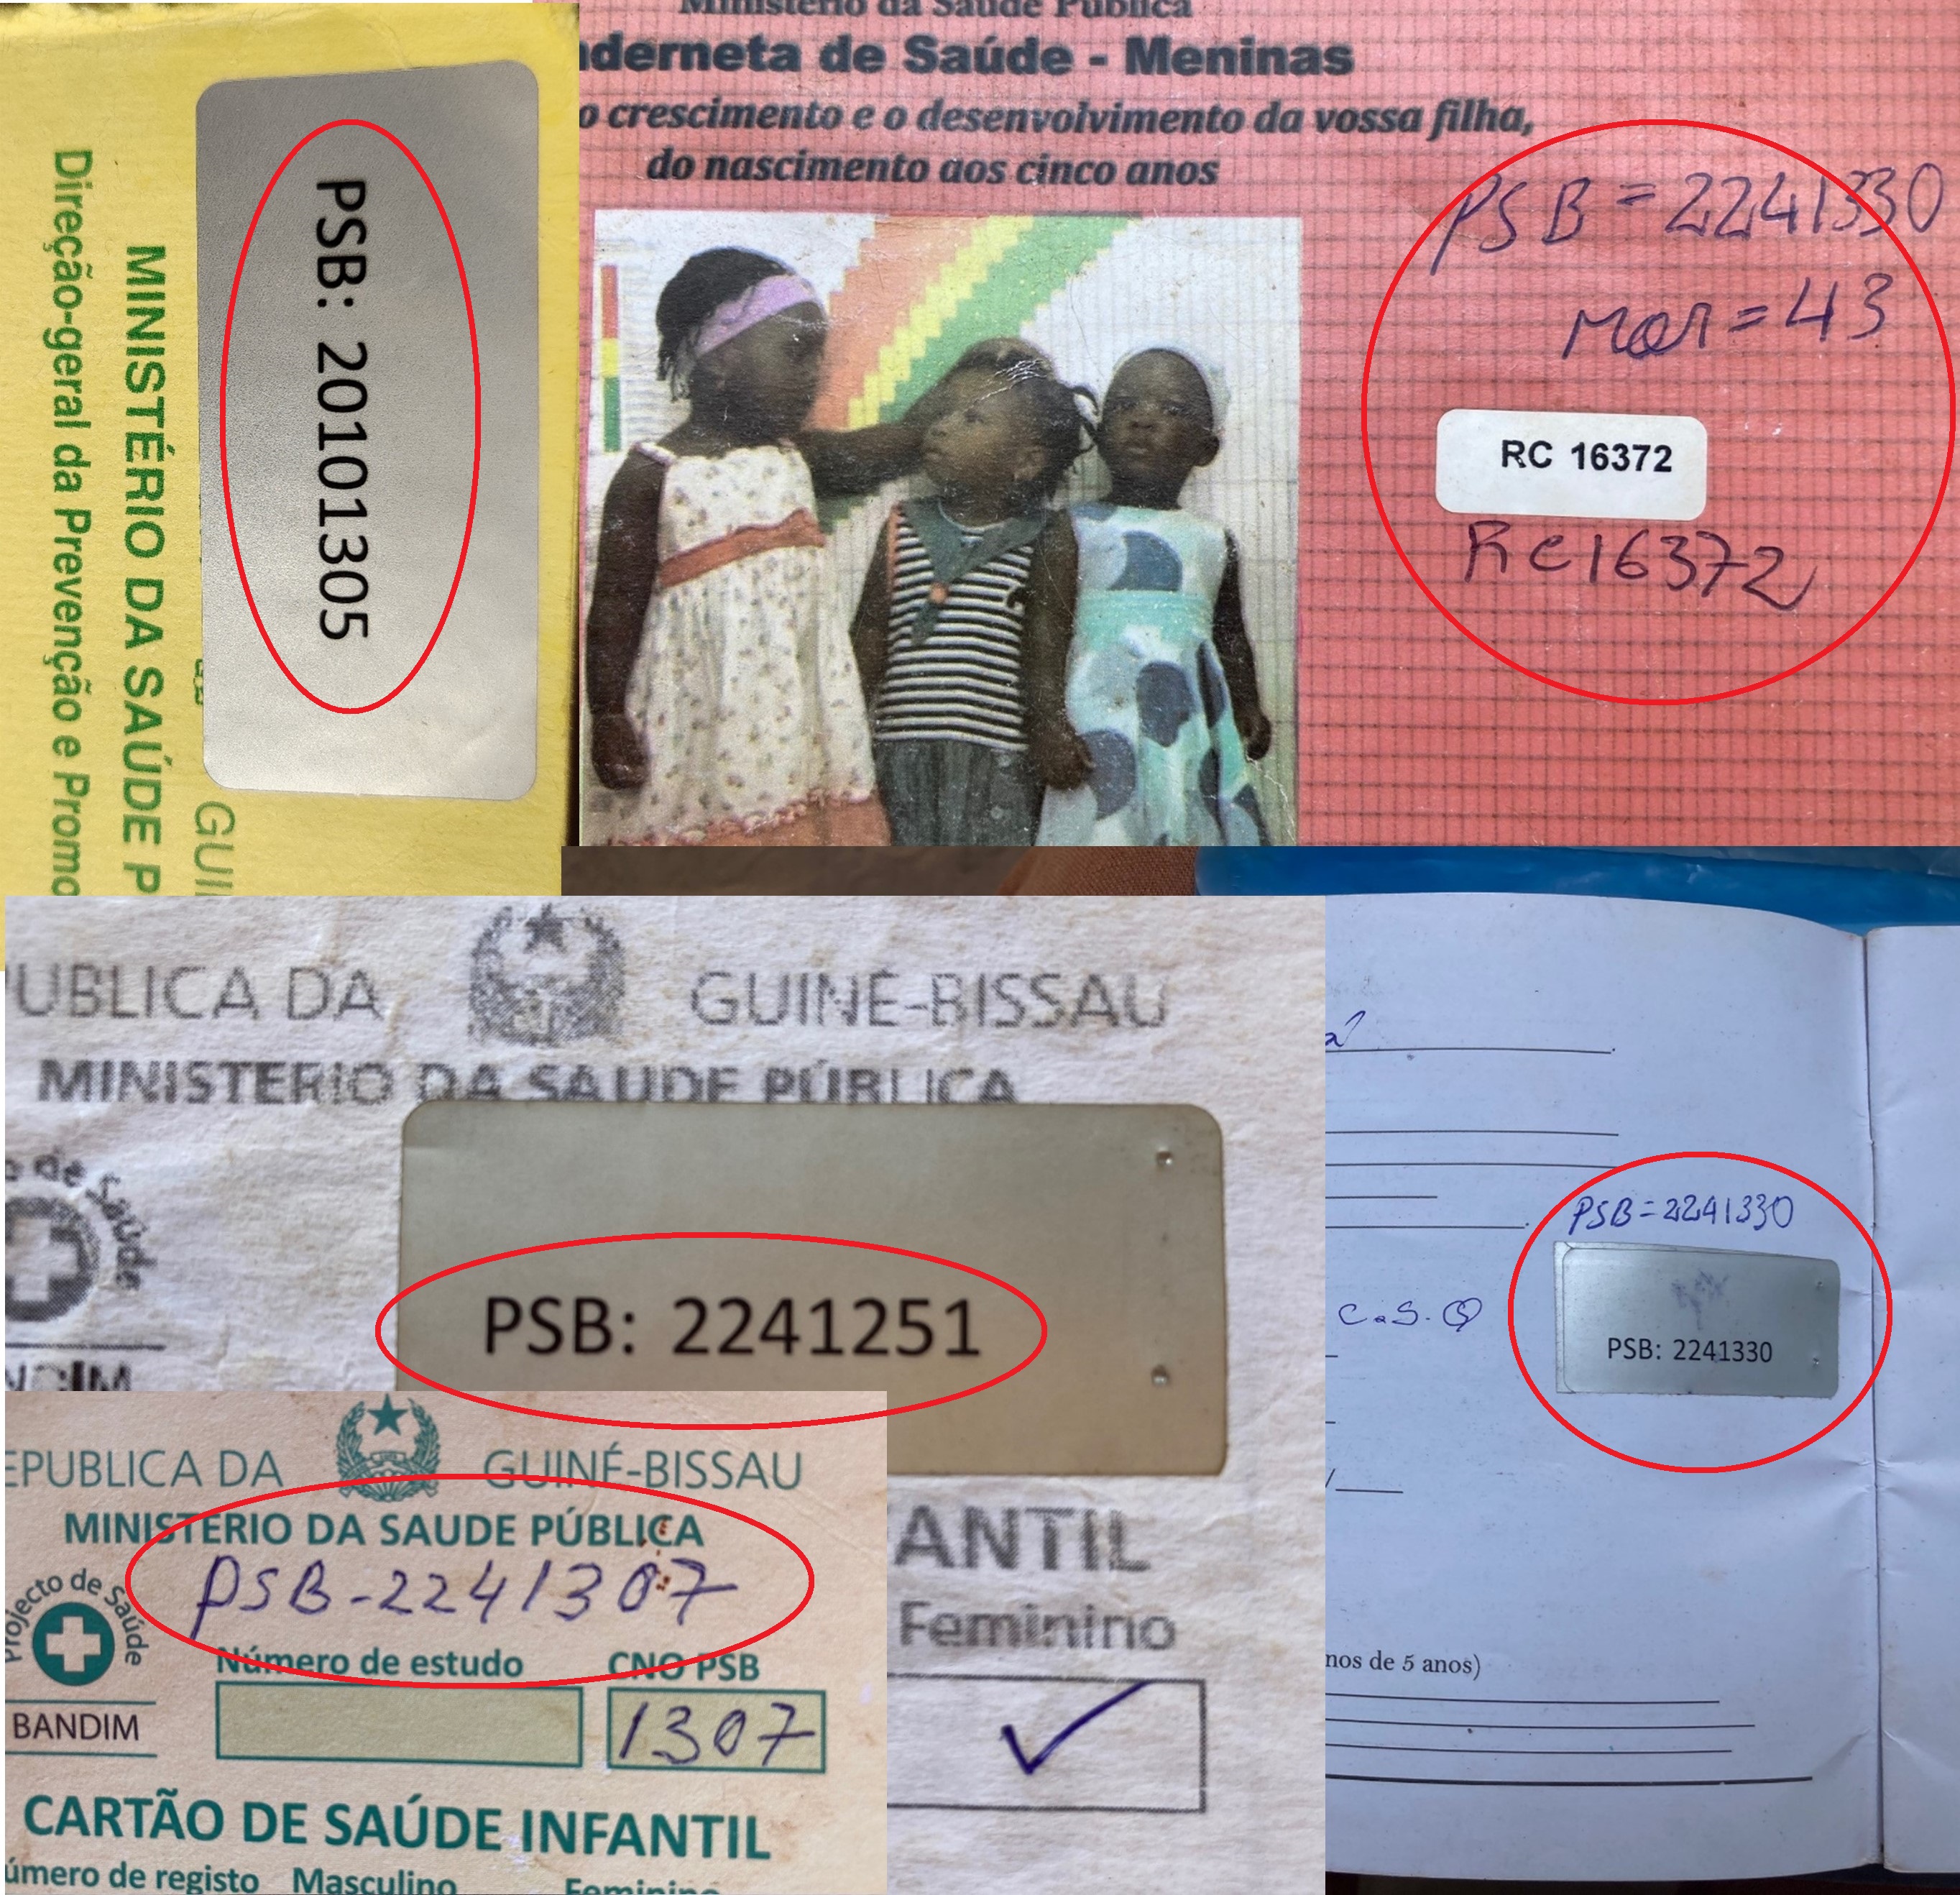 PSB: 20101305
MINISTÉRIO DA SAÚDE P
Direção-geral da Prevenção e Promo
GUI
Ministério da Saúde Pública
derneta de Saúde - Meninas
o crescimento e o desenvolvimento da vossa filha,
do nascimento aos cinco anos
PSB = 2241330
mor = 43
RC 16372
RC16372
UBLICA DA GUINÉ-BISSAU
MINISTERIO DA SAUDE PÚBLICA
o de Saúde
PSB: 2241251
ANTIL
Feminino
EPUBLICA DA GUINÉ-BISSAU
MINISTERIO DA SAUDE PÚBLICA
PSB-2241307
Projecto de Saúde
BANDIM
Número de estudo CNO PSB
1307
CARTÃO DE SAÚDE INFANTIL
úmero de registo Masculino Feminino
PSB=2241330
PSB: 2241330
C.S.
nos de 5 anos)